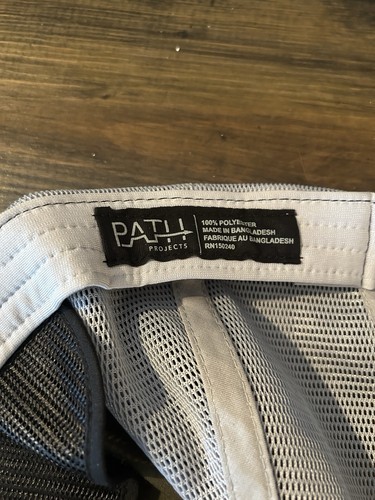 PATH
PROJECTS
100% POLYESTER
MADE IN BANGLADESH
FABRIQUE AU BANGLADESH
RN150240